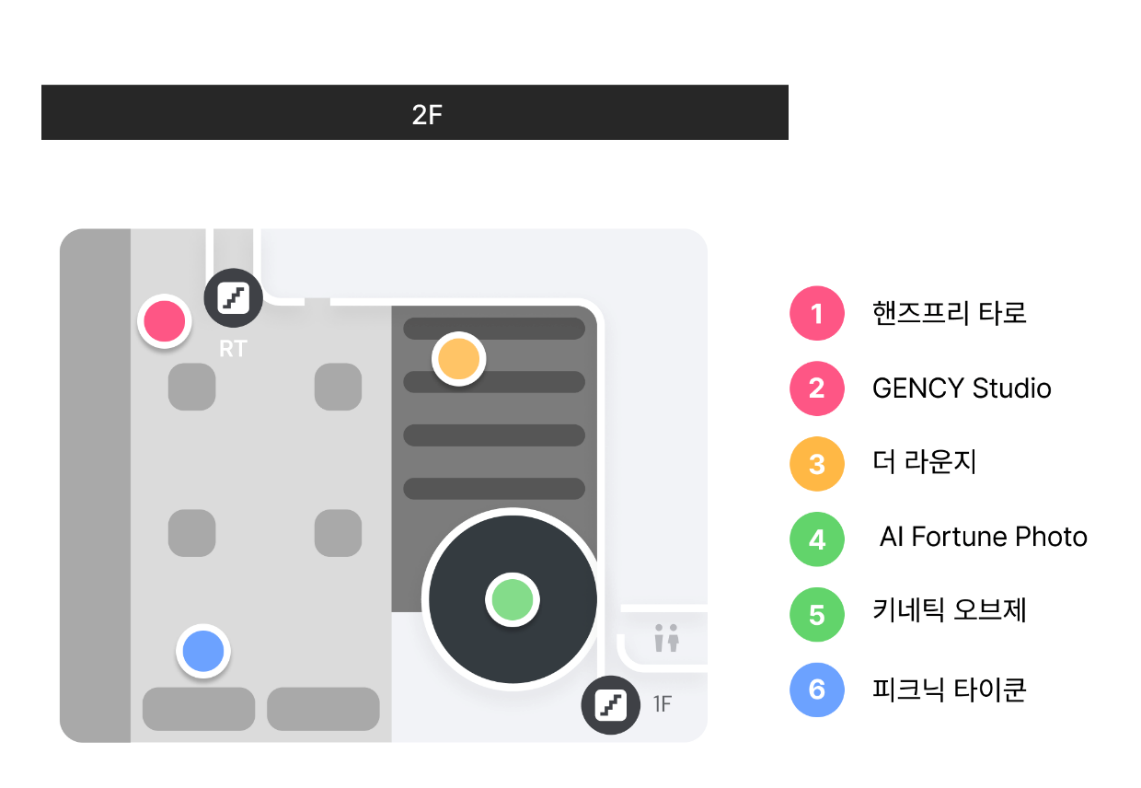 2F
RT
1F
1 핸즈프리 타로
2 GENCY Studio
3 더 라운지
4 AI Fortune Photo
5 키네틱 오브제
6 피크닉 타이쿤